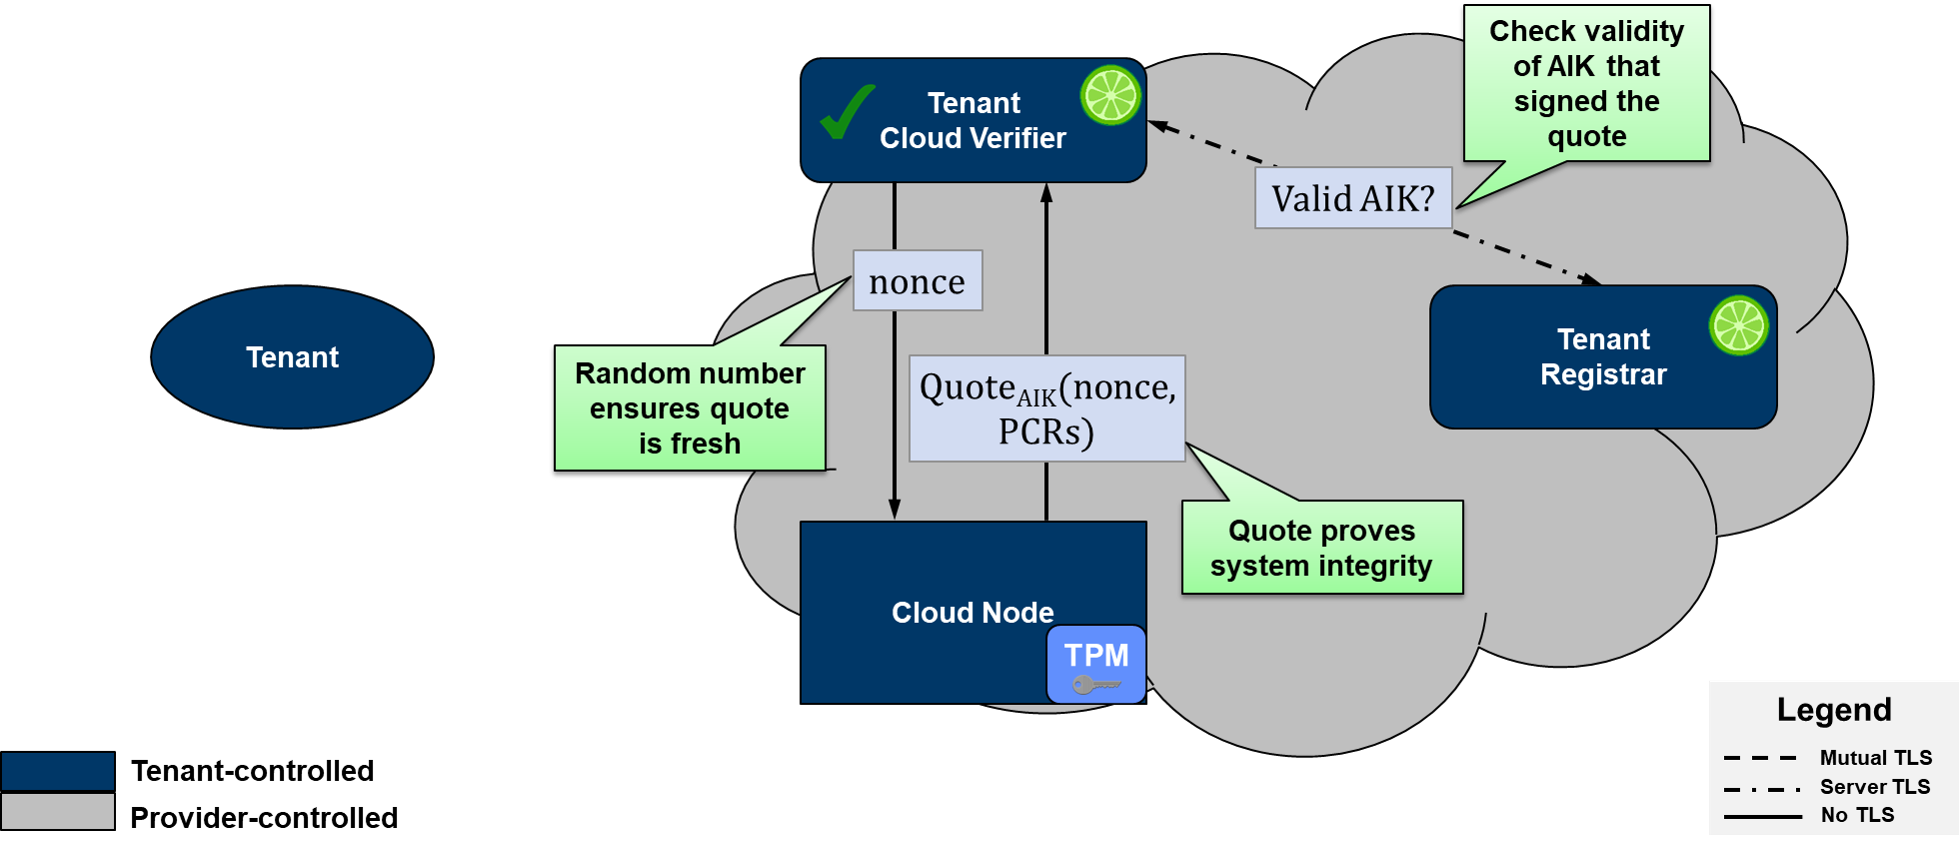 Check validity
of AIK that
signed the
quote
Tenant
Cloud Verifier
Valid AIK?
nonce
Tenant
Registrar
Tenant
Random number
ensures quote
is fresh
QuoteAIK(nonce,
PCRs)
Quote proves
system integrity
Cloud Node
TPM
Legend
Mutual TLS
Server TLS
No TLS
Tenant-controlled
Provider-controlled